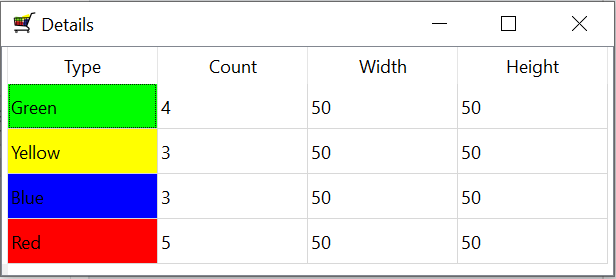 Details
Type Count Width Height
Green 4 50 50
Yellow 3 50 50
Blue 3 50 50
Red 5 50 50